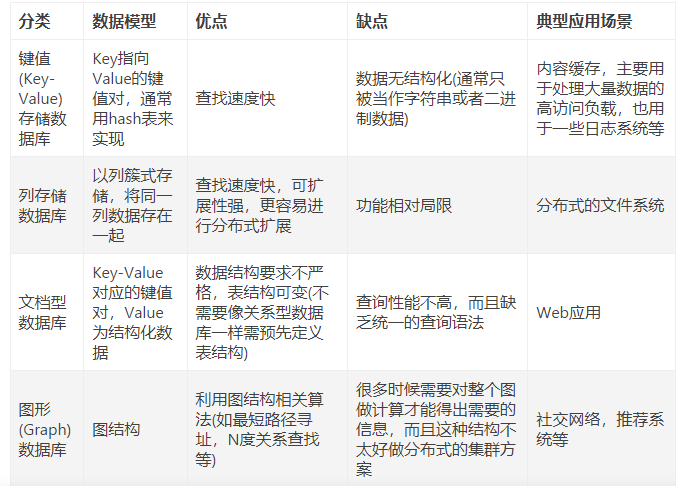 分类
数据模型
优点
缺点
典型应用场景
键值
(Key-
Value)
存储数
据库
Key指向
Value的键
值对，通常
用hash表来
实现
查找速度快
数据无结构化(通常只
被当作字符串或者二进
制数据)
内容缓存，主要用
于处理大量数据的
高访问负载，也用
于一些日志系统等
列存储
数据库
以列簇式存
储，将同一
列数据存在
一起
查找速度快，可扩
展性强，更容易进
行分布式扩展
功能相对局限
分布式的文件系统
文档型
数据库
Key-Value
对应的键值
对，Value
为结构化数
据
数据结构要求不严
格，表结构可变(不
需要像关系型数据
库一样需预先定义
表结构)
查询性能不高，而且缺
乏统一的查询语法
Web应用
图形
(Graph)
数据库
图结构
利用图结构相关算
法(如最短路径寻
址，N度关系查找
等)
很多时候需要对整个图
做计算才能得出需要的
信息，而且这种结构不
太好做分布式的集群方
案
社交网络，推荐系
统等